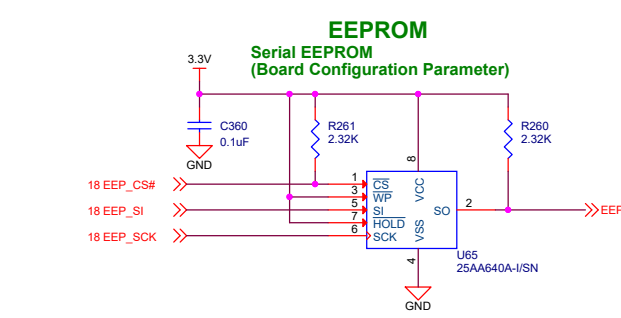 EEPROM
Serial EEPROM
(Board Configuration Parameter)
3.3V
C360
0.1uF
GND
R261
2.32K
R260
2.32K
18 EEP_CS#
18 EEP_SI
18 EEP_SCK
1
3
5
7
6
CS
WP
SI
HOLD
SCK
8
VCC
VSS
4
SO
2
EEP
U65
25AA640A-I/SN
GND